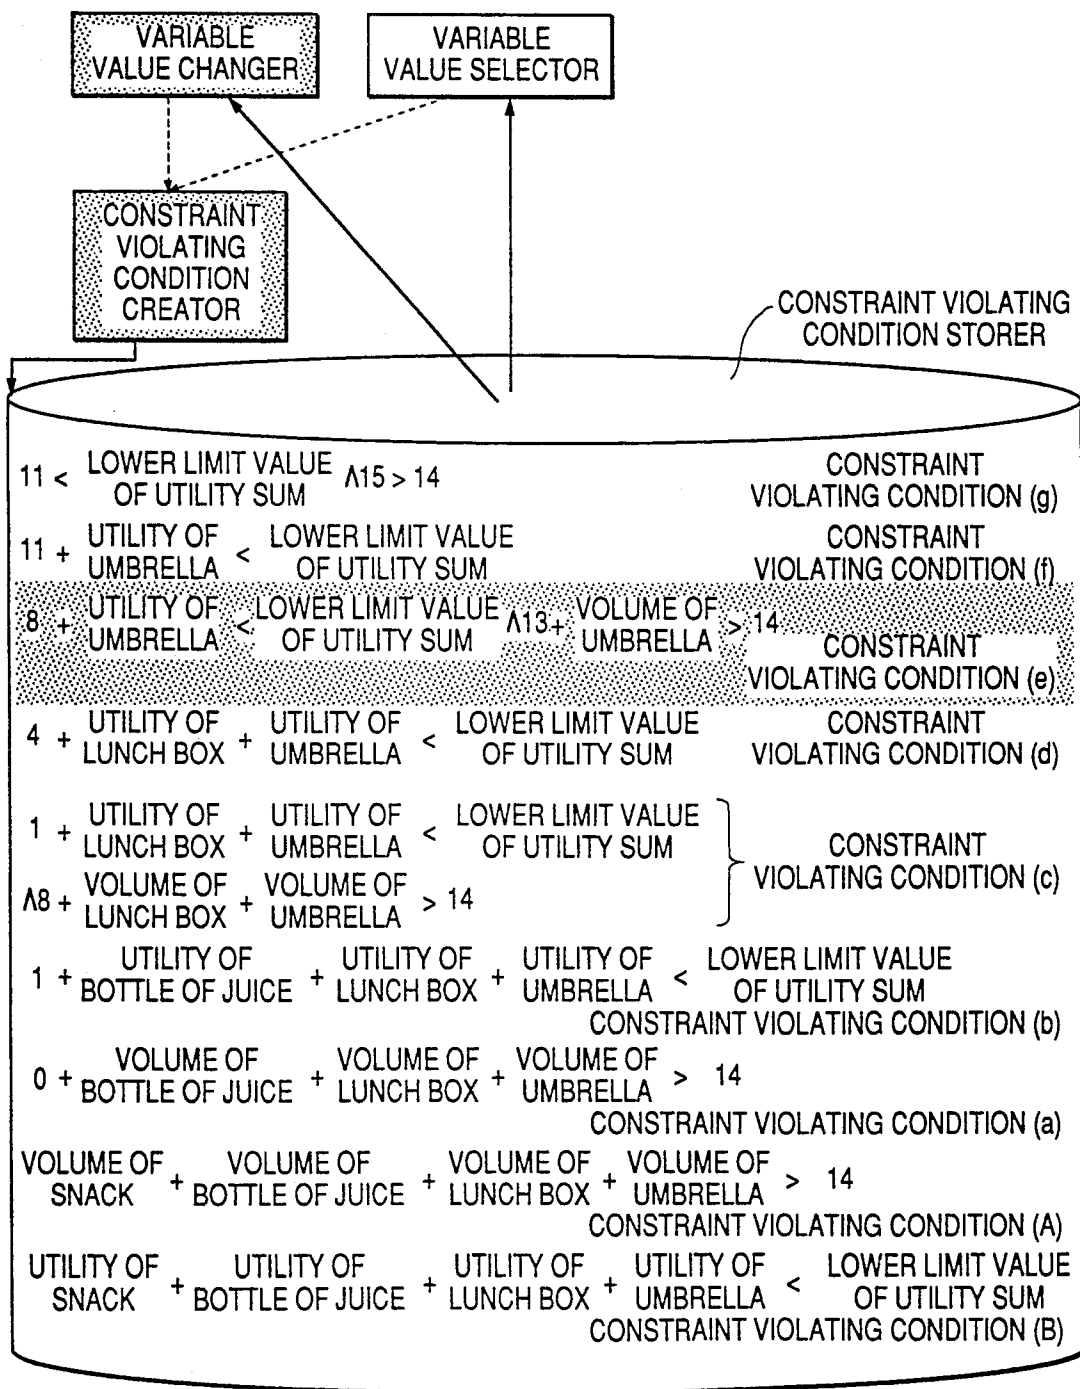 VARIABLE
VALUE CHANGER
VARIABLE
VALUE SELECTOR
CONSTRAINT
VIOLATING
CONDITION
CREATOR
CONSTRAINT VIOLATING
CONDITION STORER
11 < LOWER LIMIT VALUE OF UTILITY SUM Λ15 > 14
CONSTRAINT
VIOLATING CONDITION (g)
11 + UTILITY OF UMBRELLA < LOWER LIMIT VALUE OF UTILITY SUM
CONSTRAINT
VIOLATING CONDITION (f)
8 + UTILITY OF UMBRELLA < LOWER LIMIT VALUE OF UTILITY SUM Λ13+ VOLUME OF UMBRELLA > 14
CONSTRAINT
VIOLATING CONDITION (e)
4 + UTILITY OF LUNCH BOX + UTILITY OF UMBRELLA < LOWER LIMIT VALUE OF UTILITY SUM
CONSTRAINT
VIOLATING CONDITION (d)
1 + UTILITY OF LUNCH BOX + UTILITY OF UMBRELLA < LOWER LIMIT VALUE OF UTILITY SUM
Λ8 + VOLUME OF LUNCH BOX + VOLUME OF UMBRELLA > 14
CONSTRAINT
VIOLATING CONDITION (c)
1 + UTILITY OF BOTTLE OF JUICE + UTILITY OF LUNCH BOX + UTILITY OF UMBRELLA < LOWER LIMIT VALUE OF UTILITY SUM
CONSTRAINT VIOLATING CONDITION (b)
0 + VOLUME OF BOTTLE OF JUICE + VOLUME OF LUNCH BOX + VOLUME OF UMBRELLA > 14
CONSTRAINT VIOLATING CONDITION (a)
VOLUME OF SNACK + VOLUME OF BOTTLE OF JUICE + VOLUME OF LUNCH BOX + VOLUME OF UMBRELLA > 14
CONSTRAINT VIOLATING CONDITION (A)
UTILITY OF SNACK + UTILITY OF BOTTLE OF JUICE + UTILITY OF LUNCH BOX + UTILITY OF UMBRELLA < LOWER LIMIT VALUE OF UTILITY SUM
CONSTRAINT VIOLATING CONDITION (B)